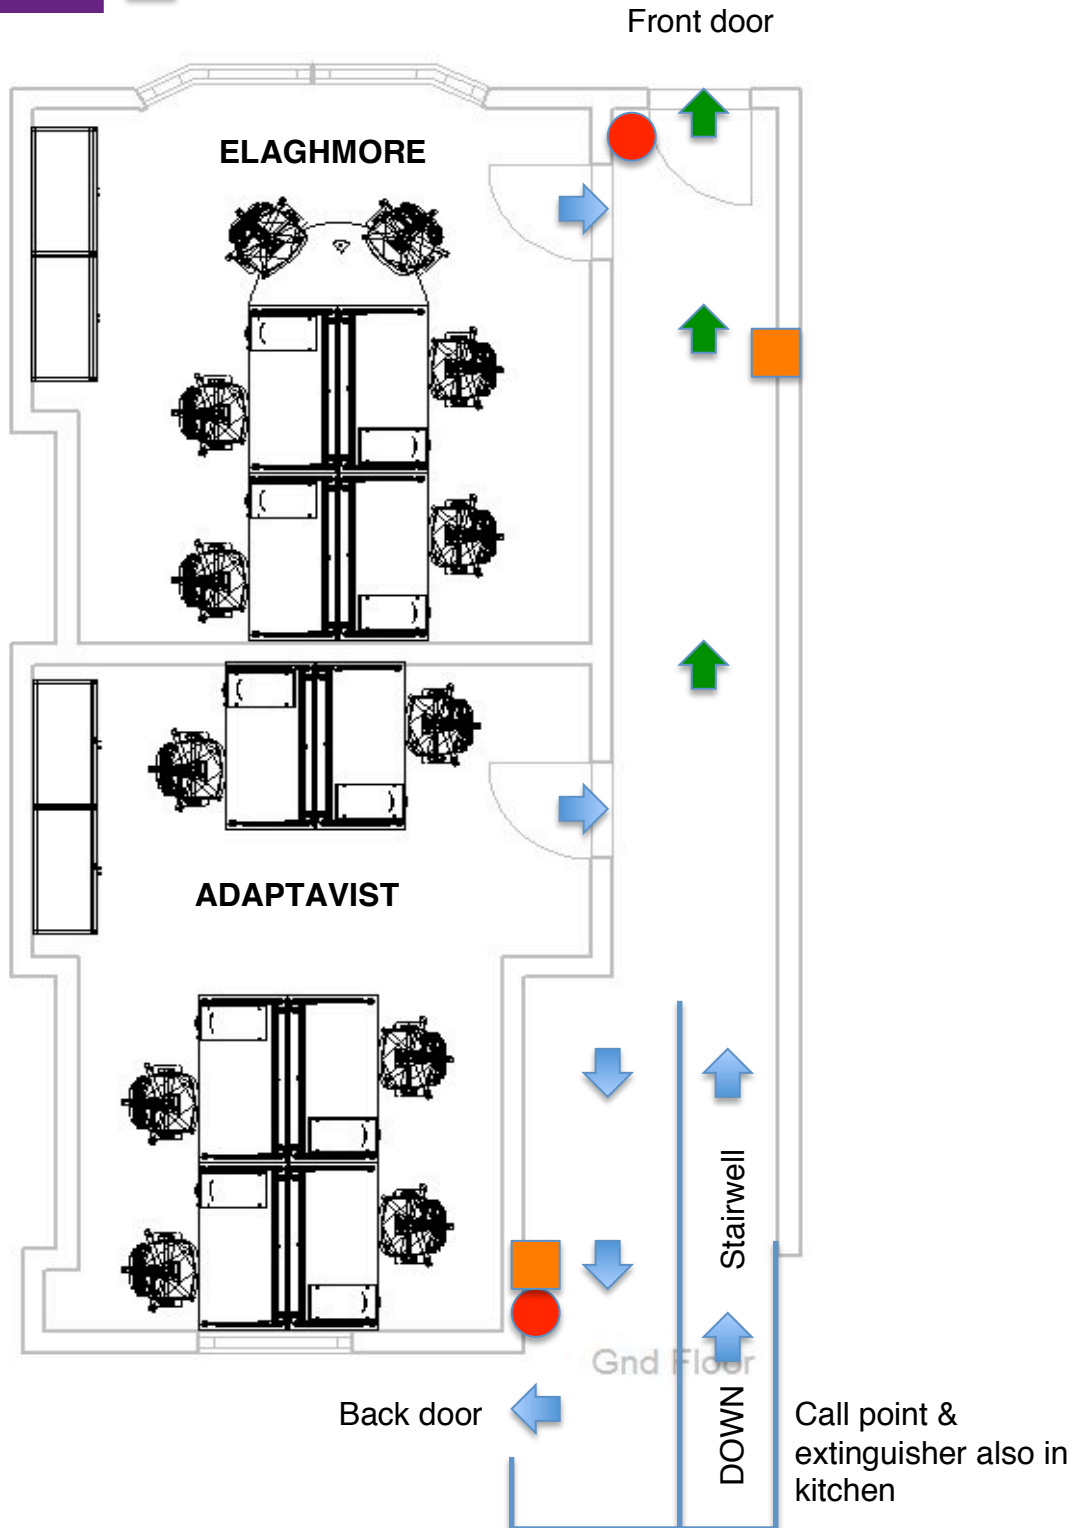 Front door
ELAGHMORE
ADAPTAVIST
Stairwell
Gnd Floor
Back door
DOWN
Call point &
extinguisher also in
kitchen